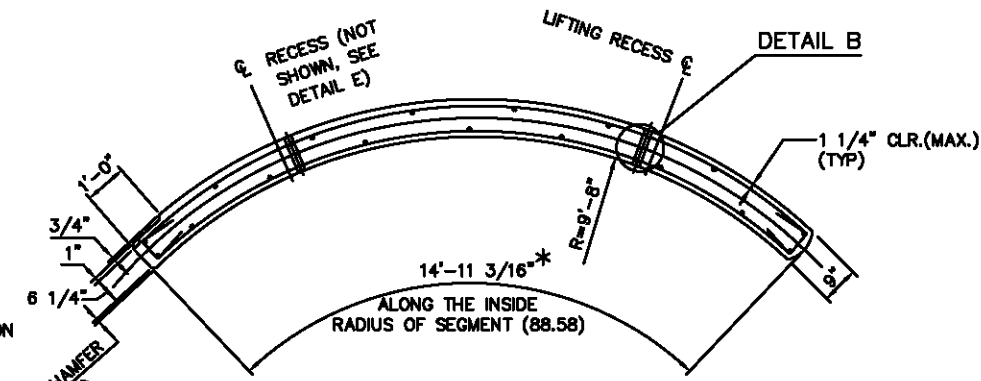 ℄ RECESS (NOT
SHOWN, SEE
DETAIL E)
LIFTING RECESS ℄
DETAIL B
1 1/4" CLR.(MAX.)
(TYP)
1'-0"
3/4"
1"
6 1/4"
R=9'-8"
14'-11 3/16"*
ALONG THE INSIDE
RADIUS OF SEGMENT (88.58)
9"
ON